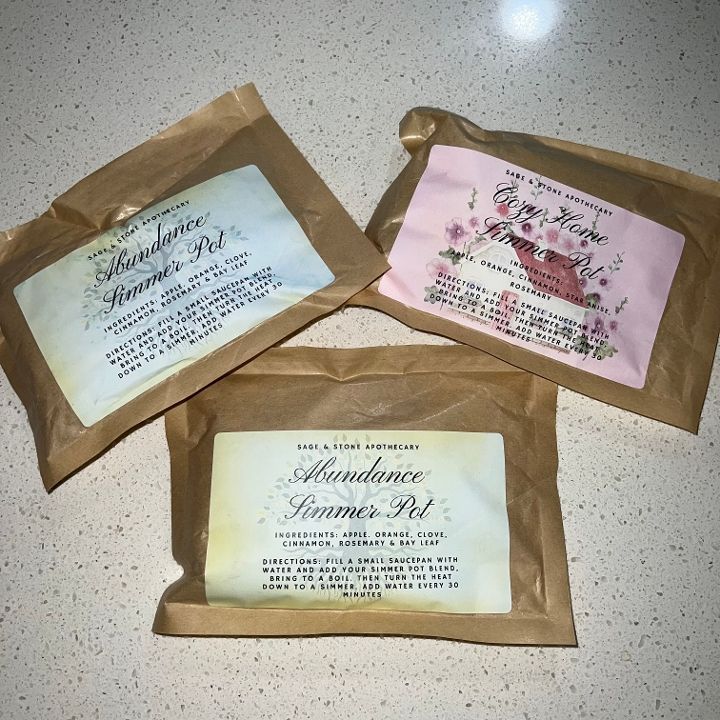 SAGE & STONE APOTHECARY
Abundance
Simmer Pot
INGREDIENTS: APPLE, ORANGE, CLOVE,
CINNAMON, ROSEMARY & BAY LEAF
DIRECTIONS: FILL A SMALL SAUCEPAN WITH
WATER AND ADD YOUR SIMMER POT BLEND,
BRING TO A BOIL. THEN TURN THE HEAT
DOWN TO A SIMMER. ADD WATER EVERY 30
MINUTES
SAGE & STONE APOTHECARY
Cozy Home
Simmer Pot
INGREDIENTS:
APPLE, ORANGE, CINNAMON, STAR ANISE,
ROSEMARY
DIRECTIONS: FILL A SMALL SAUCEPAN WITH
WATER AND ADD YOUR SIMMER POT BLEND,
BRING TO A BOIL. THEN TURN THE HEAT
DOWN TO A SIMMER. ADD WATER EVERY 30
MINUTES
SAGE & STONE APOTHECARY
Abundance
Simmer Pot
INGREDIENTS: APPLE. ORANGE, CLOVE,
CINNAMON, ROSEMARY & BAY LEAF
DIRECTIONS: FILL A SMALL SAUCEPAN WITH
WATER AND ADD YOUR SIMMER POT BLEND,
BRING TO A BOIL. THEN TURN THE HEAT
DOWN TO A SIMMER, ADD WATER EVERY 30
MINUTES